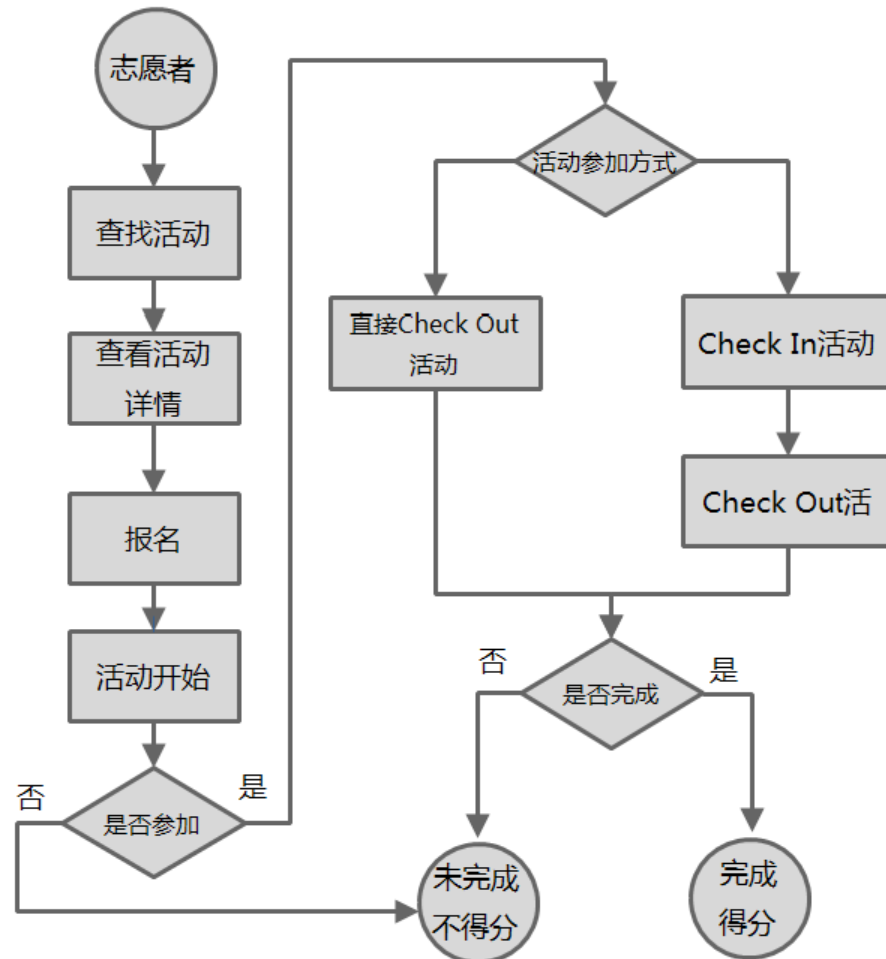 志愿者
查找活动
查看活动
详情
报名
活动开始
是否参加
否
是
活动参加方式
直接Check Out
活动
Check In活动
Check Out活
是否完成
否
是
未完成
不得分
完成
得分